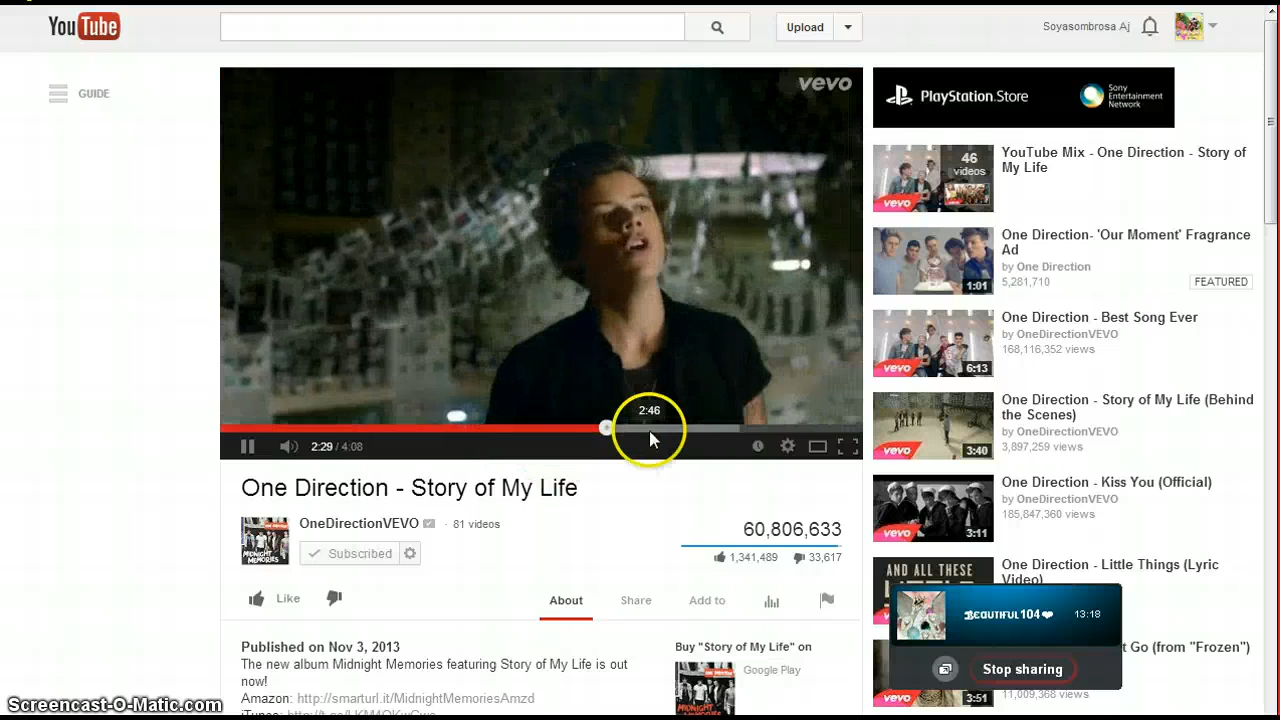 YouTube
Upload
Soyasombrosa Aj
GUIDE
vevo
2:46
2:29 / 4:08
One Direction - Story of My Life
OneDirectionVEVO · 81 videos
Subscribed
60,806,633
1,341,489 33,617
Like
About Share Add to
Published on Nov 3, 2013
The new album Midnight Memories featuring Story of My Life is out
now!
Amazon: http://smarturl.it/MidnightMemoriesAmzd
Buy "Story of My Life" on
Google Play
MIDNIGHT
MEMORIES
PlayStation.Store
Sony
Entertainment
Network
46
videos
vevo
YouTube Mix - One Direction - Story of
My Life
1:01
One Direction- 'Our Moment' Fragrance
Ad
by One Direction
5,281,710
FEATURED
vevo
6:13
One Direction - Best Song Ever
by OneDirectionVEVO
168,116,352 views
vevo
3:40
One Direction - Story of My Life (Behind
the Scenes)
by OneDirectionVEVO
3,897,259 views
vevo
3:11
One Direction - Kiss You (Official)
by OneDirectionVEVO
185,847,360 views
AND ALL THESE
One Direction - Little Things (Lyric
Video)
BEAUTIFUL104❤ 13:18
Stop sharing
t Go (from "Frozen")
vevo
3:51
11,009,368 views
Screencast-O-Matic.com